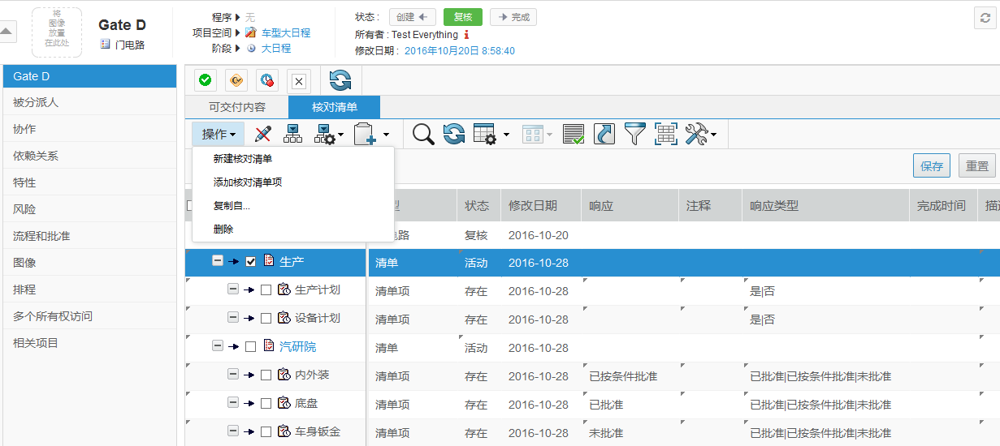 将
图像
放置
在此处
Gate D
门电路
程序 无
项目空间 车型大日程
阶段 大日程
状态 : 创建 复核 完成
所有者 : Test Everything
修改日期 : 2016年10月20日 8:58:40
Gate D
被分派人
协作
依赖关系
特性
风险
流程和批准
图像
排程
多个所有权访问
相关项目
可交付内容 核对清单
操作
新建核对清单
添加核对清单项
复制自...
删除
保存 重置
型 状态 修改日期 响应 注释 响应类型 完成时间 描述
电路 复核 2016-10-20
生产 清单 活动 2016-10-28
生产计划 清单项 存在 2016-10-28 是|否
设备计划 清单项 存在 2016-10-28 是|否
汽研院 清单 活动 2016-10-28
内外装 清单项 存在 2016-10-28 已按条件批准 已批准|已按条件批准|未批准
底盘 清单项 存在 2016-10-28 已批准 已批准|已按条件批准|未批准
车身钣金 清单项 存在 2016-10-28 未批准 已批准|已按条件批准|未批准